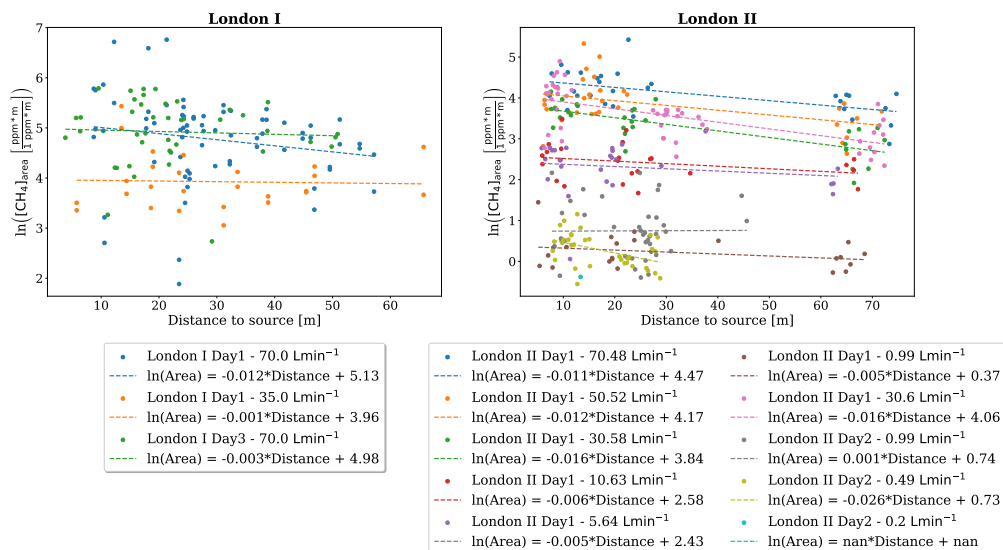 London I
London II
ln([CH₄]area [ppm*m / 1·ppm*m])
7
6
5
4
3
2
10 20 30 40 50 60
Distance to source [m]
ln([CH₄]area [ppm*m / 1·ppm*m])
5
4
3
2
1
0
10 20 30 40 50 60 70
Distance to source [m]
London I Day1 - 70.0 Lmin⁻¹
ln(Area) = -0.012*Distance + 5.13
London I Day1 - 35.0 Lmin⁻¹
ln(Area) = -0.001*Distance + 3.96
London I Day3 - 70.0 Lmin⁻¹
ln(Area) = -0.003*Distance + 4.98
London II Day1 - 70.48 Lmin⁻¹
ln(Area) = -0.011*Distance + 4.47
London II Day1 - 50.52 Lmin⁻¹
ln(Area) = -0.012*Distance + 4.17
London II Day1 - 30.58 Lmin⁻¹
ln(Area) = -0.016*Distance + 3.84
London II Day1 - 10.63 Lmin⁻¹
ln(Area) = -0.006*Distance + 2.58
London II Day1 - 5.64 Lmin⁻¹
ln(Area) = -0.005*Distance + 2.43
London II Day1 - 0.99 Lmin⁻¹
ln(Area) = -0.005*Distance + 0.37
London II Day1 - 30.6 Lmin⁻¹
ln(Area) = -0.016*Distance + 4.06
London II Day2 - 0.99 Lmin⁻¹
ln(Area) = 0.001*Distance + 0.74
London II Day2 - 0.49 Lmin⁻¹
ln(Area) = -0.026*Distance + 0.73
London II Day2 - 0.2 Lmin⁻¹
ln(Area) = nan*Distance + nan